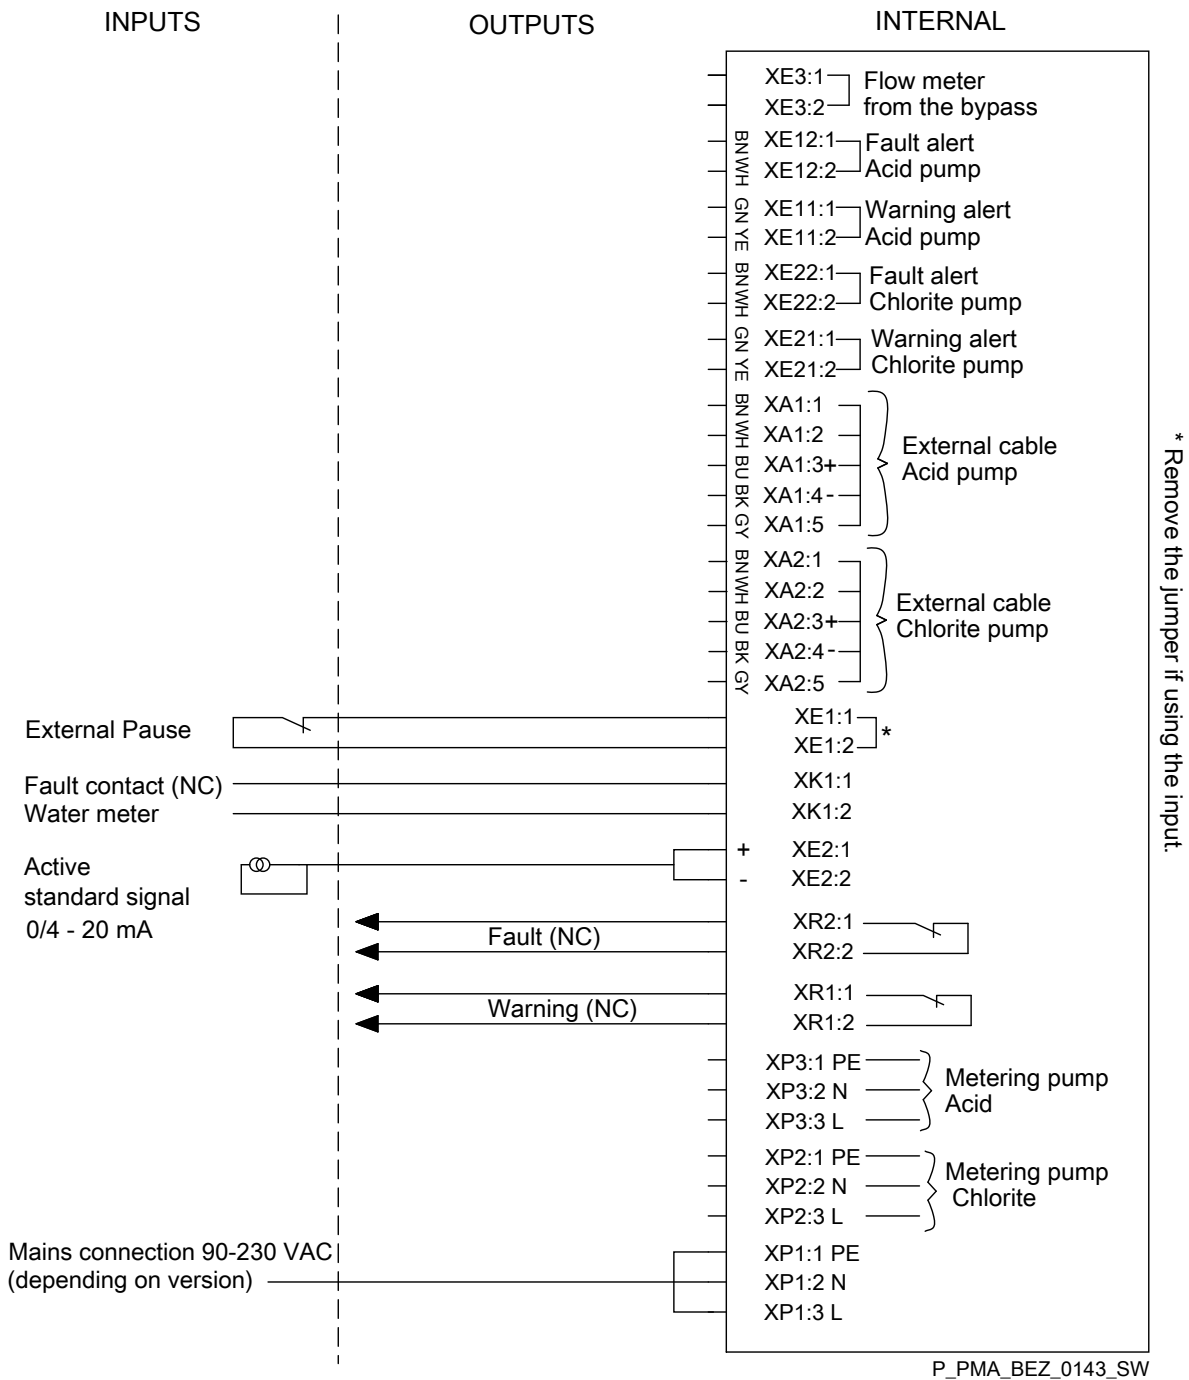 INPUTS
OUTPUTS
INTERNAL
XE3:1
Flow meter
XE3:2
from the bypass
BN
XE12:1
Fault alert
WH
XE12:2
Acid pump
GN
XE11:1
Warning alert
YE
XE11:2
Acid pump
BN
XE22:1
Fault alert
WH
XE22:2
Chlorite pump
GN
XE21:1
Warning alert
YE
XE21:2
Chlorite pump
BN
XA1:1
WH
XA1:2
External cable
BU
XA1:3+
Acid pump
BK
XA1:4-
GY
XA1:5
BN
XA2:1
WH
XA2:2
External cable
BU
XA2:3+
Chlorite pump
BK
XA2:4-
GY
XA2:5
External Pause
XE1:1
XE1:2
*
Fault contact (NC)
XK1:1
Water meter
XK1:2
Active
standard signal
0/4 - 20 mA
+
XE2:1
-
XE2:2
Fault (NC)
XR2:1
XR2:2
Warning (NC)
XR1:1
XR1:2
XP3:1 PE
XP3:2 N
XP3:3 L
Metering pump
Acid
XP2:1 PE
XP2:2 N
XP2:3 L
Metering pump
Chlorite
Mains connection 90-230 VAC
(depending on version)
XP1:1 PE
XP1:2 N
XP1:3 L
* Remove the jumper if using the input.
P_PMA_BEZ_0143_SW